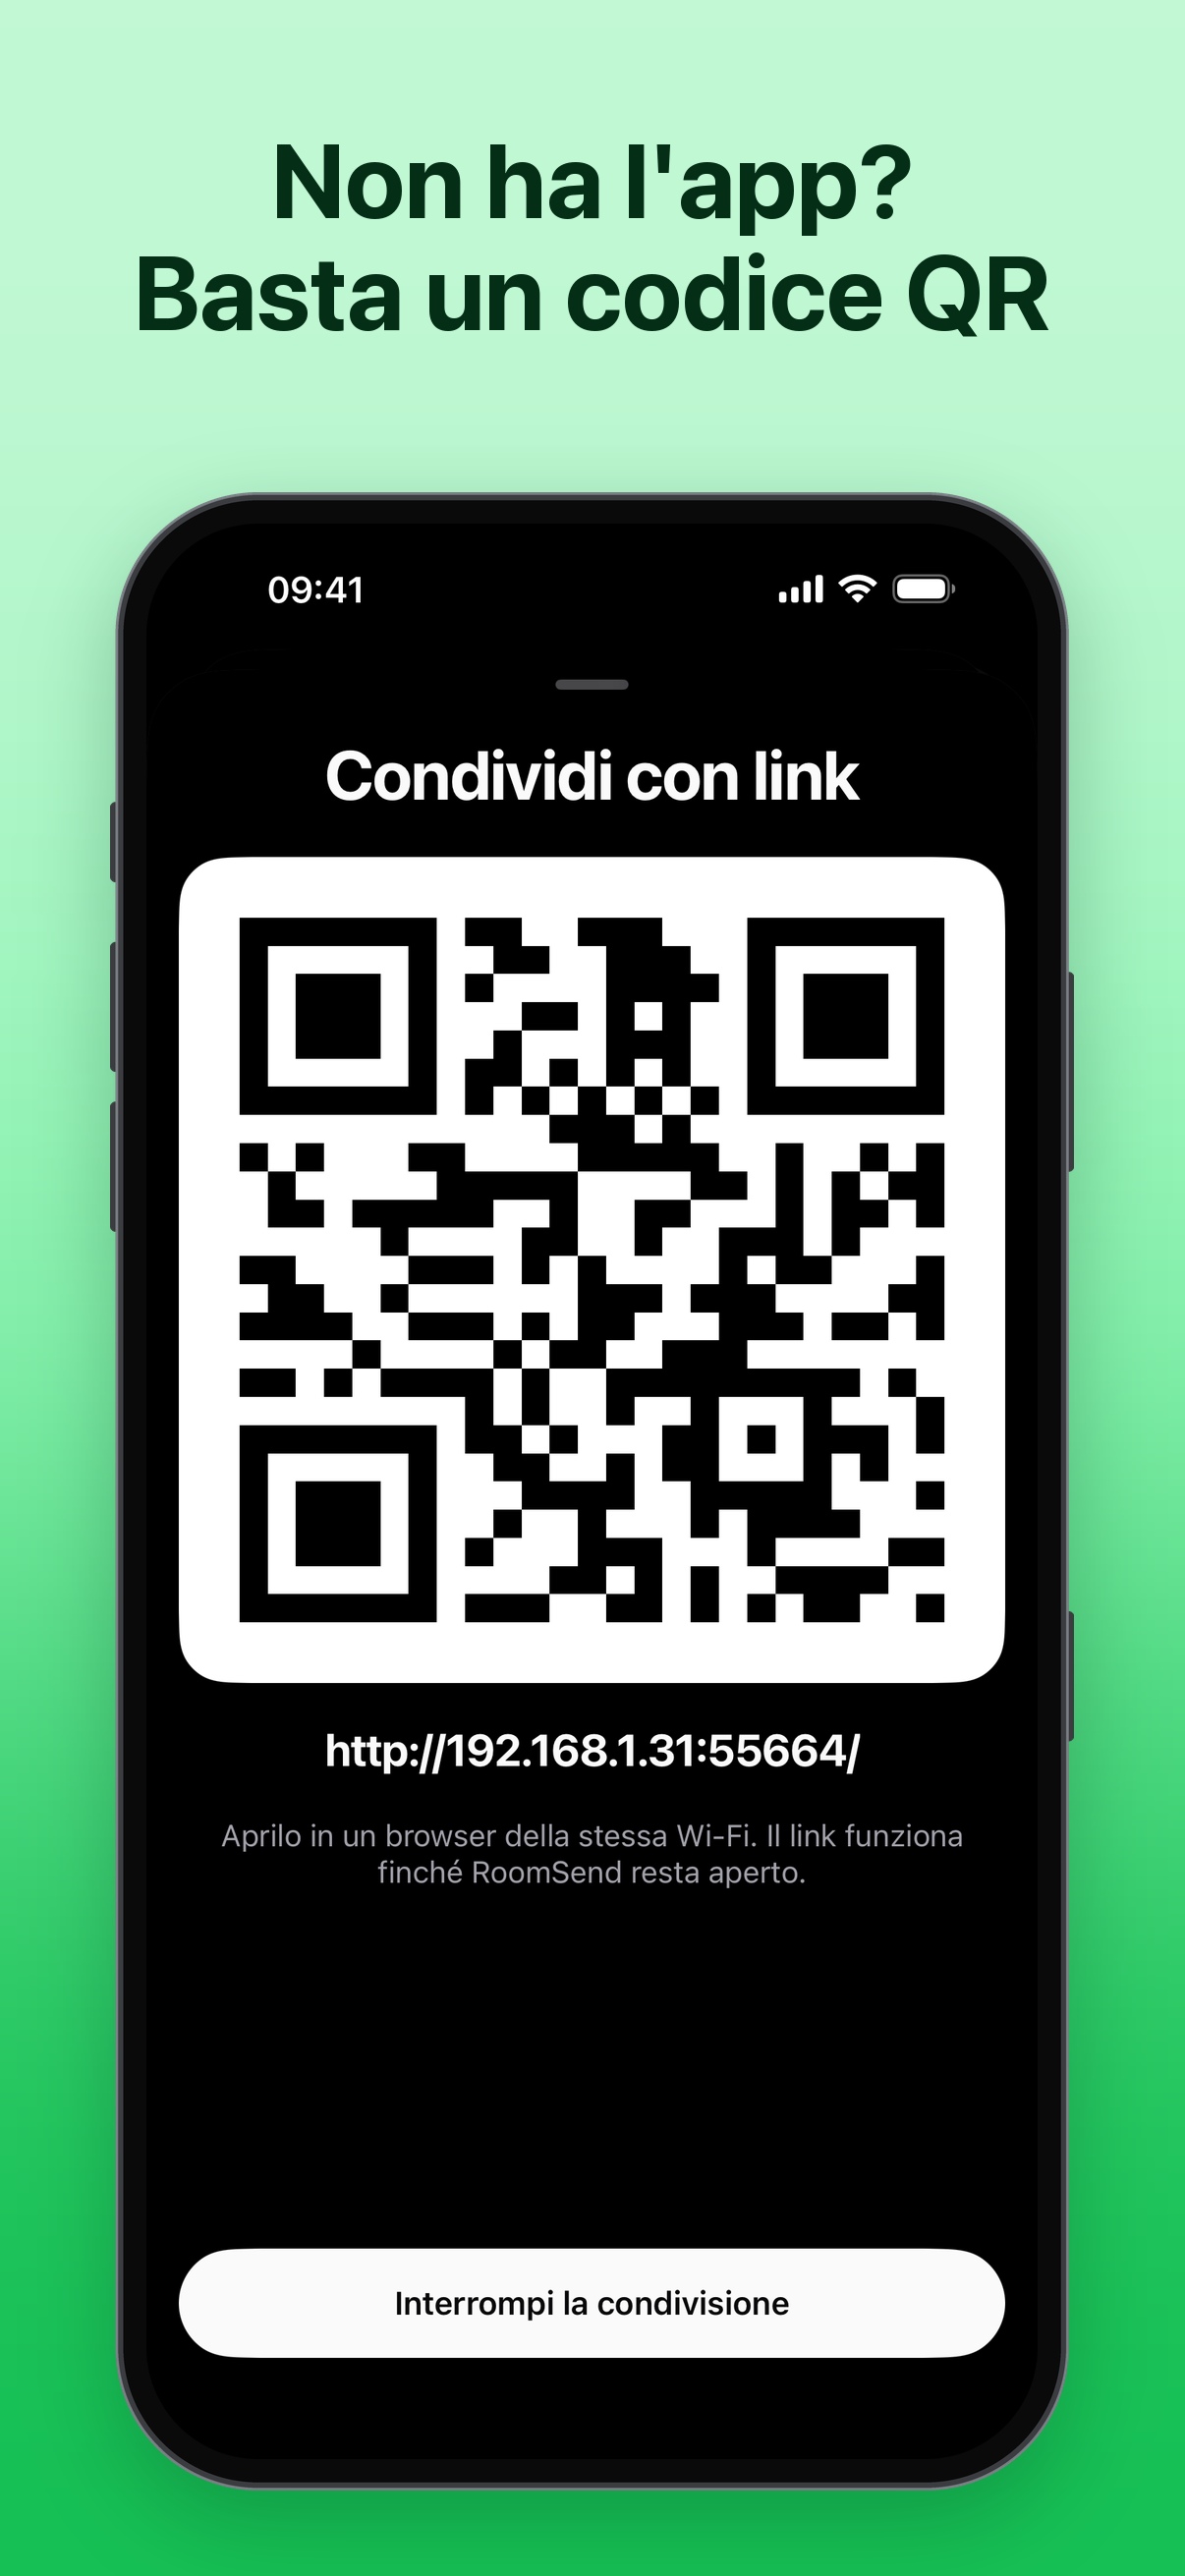 Non ha l'app?
Basta un codice QR
09:41
Condividi con link
http://192.168.1.31:55664/
Aprilo in un browser della stessa Wi-Fi. Il link funziona
finché RoomSend resta aperto.
Interrompi la condivisione